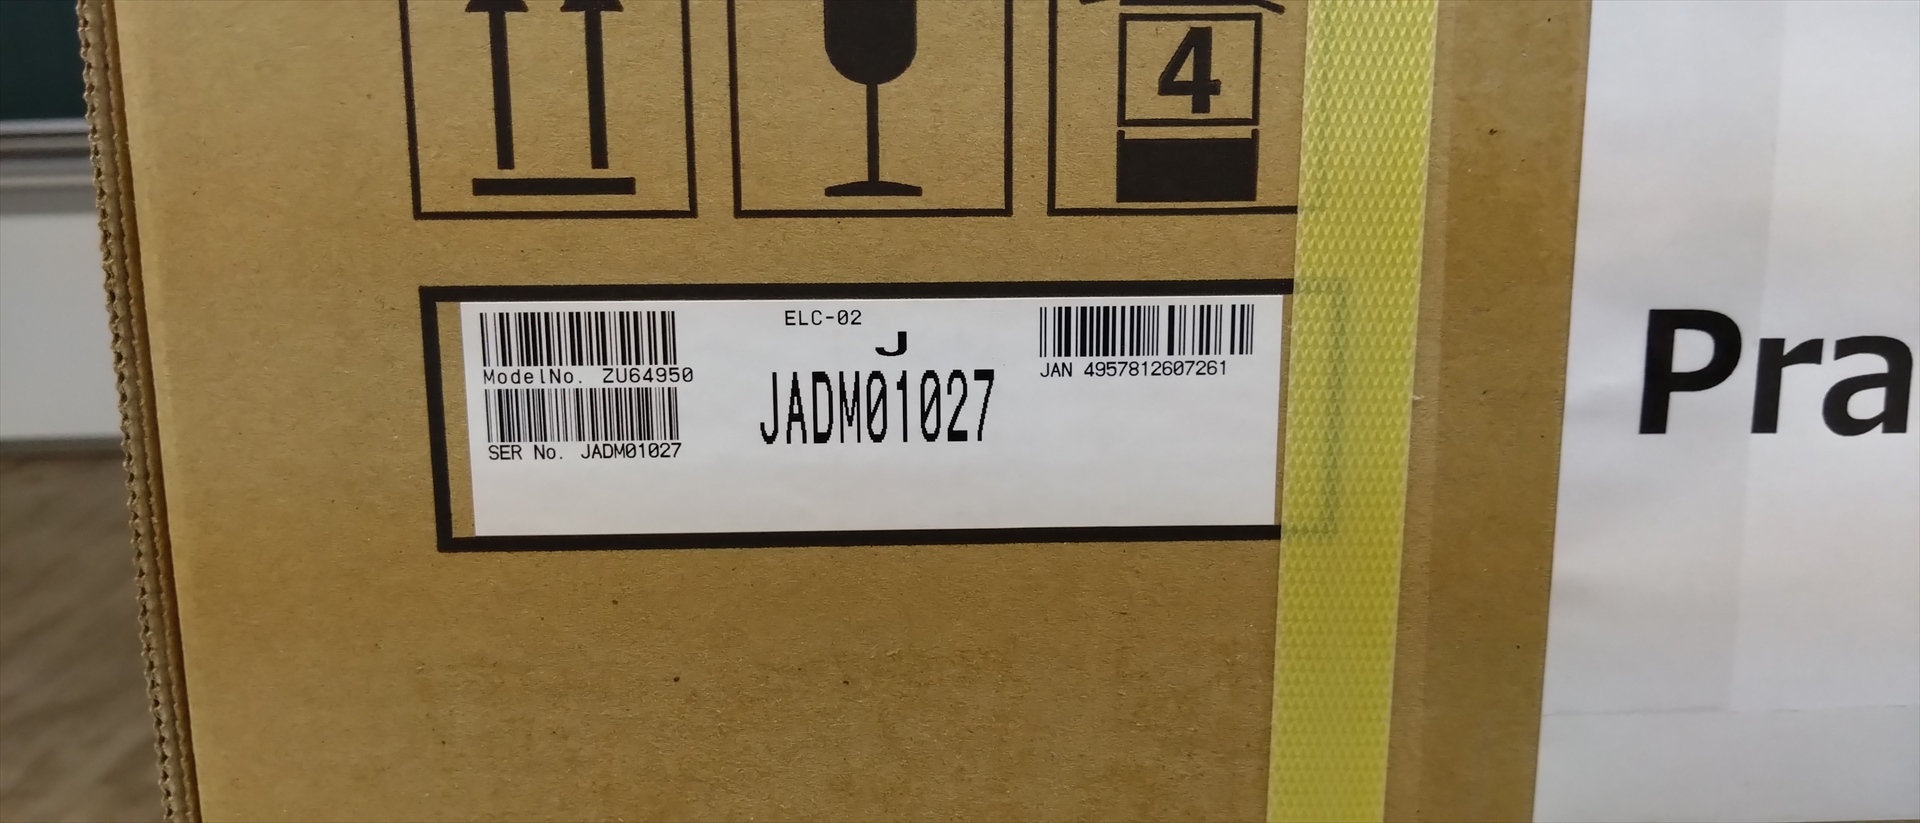 4
ELC-02
J
ModelNo. ZU64950
JAN 4957812607261
JADM01027
SER No. JADM01027
Pra